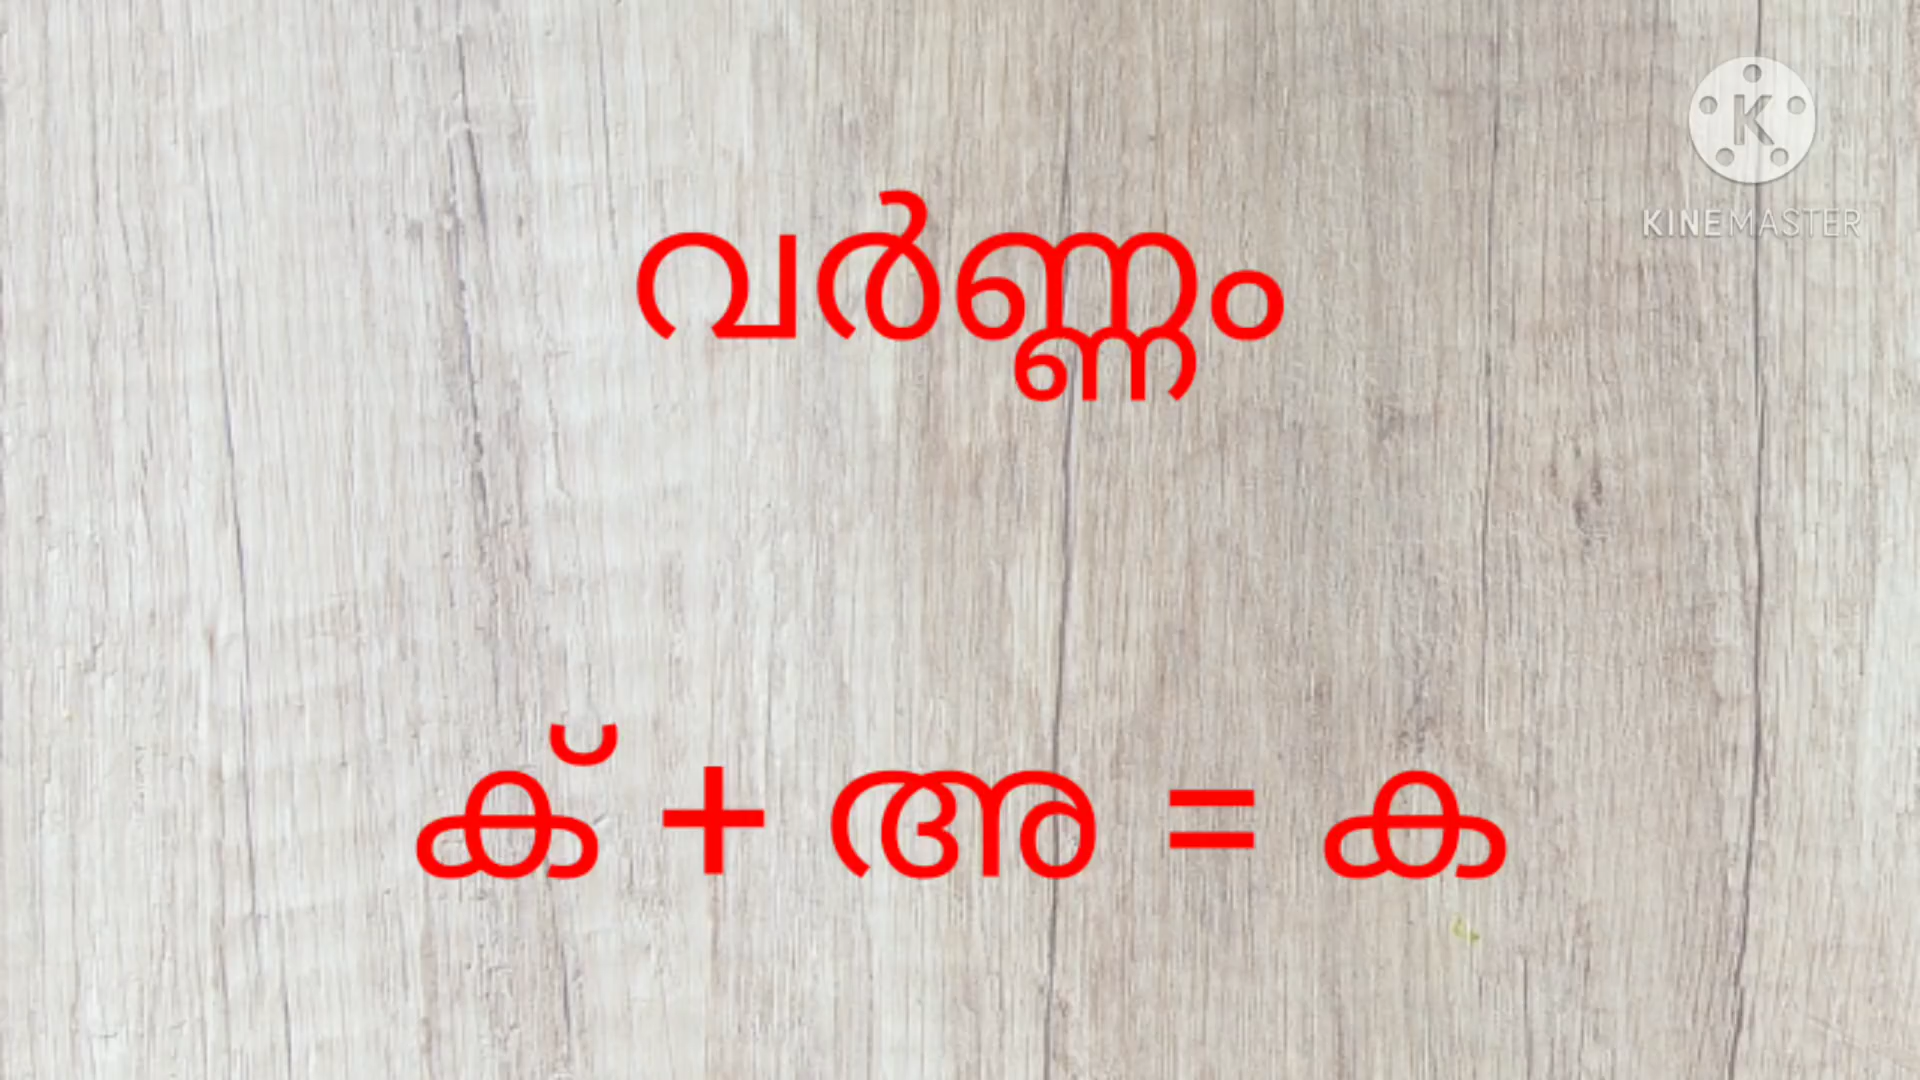 KINEMASTER
വർണ്ണം
ക് + അ = ക